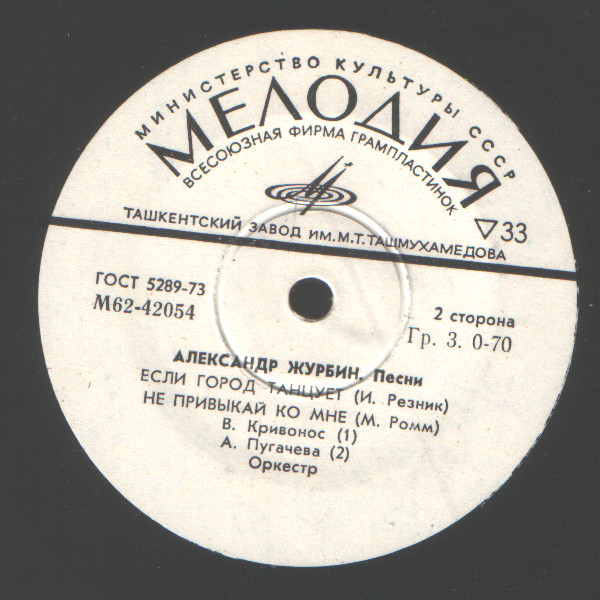 МИНИСТЕРСТВО КУЛЬТУРЫ СССР
МЕЛОДИЯ
ВСЕСОЮЗНАЯ ФИРМА ГРАМПЛАСТИНОК
33
ТАШКЕНТСКИЙ ЗАВОД ИМ.М.Т.ТАШМУХАМЕДОВА
ГОСТ 5289-73
М62-42054
2 сторона
Гр. 3. 0-70
АЛЕКСАНДР ЖУРБИН. Песни
ЕСЛИ ГОРОД ТАНЦУЕТ (И. Резник)
НЕ ПРИВЫКАЙ КО МНЕ (М. Ромм)
В. Кривонос (1)
А. Пугачева (2)
Оркестр